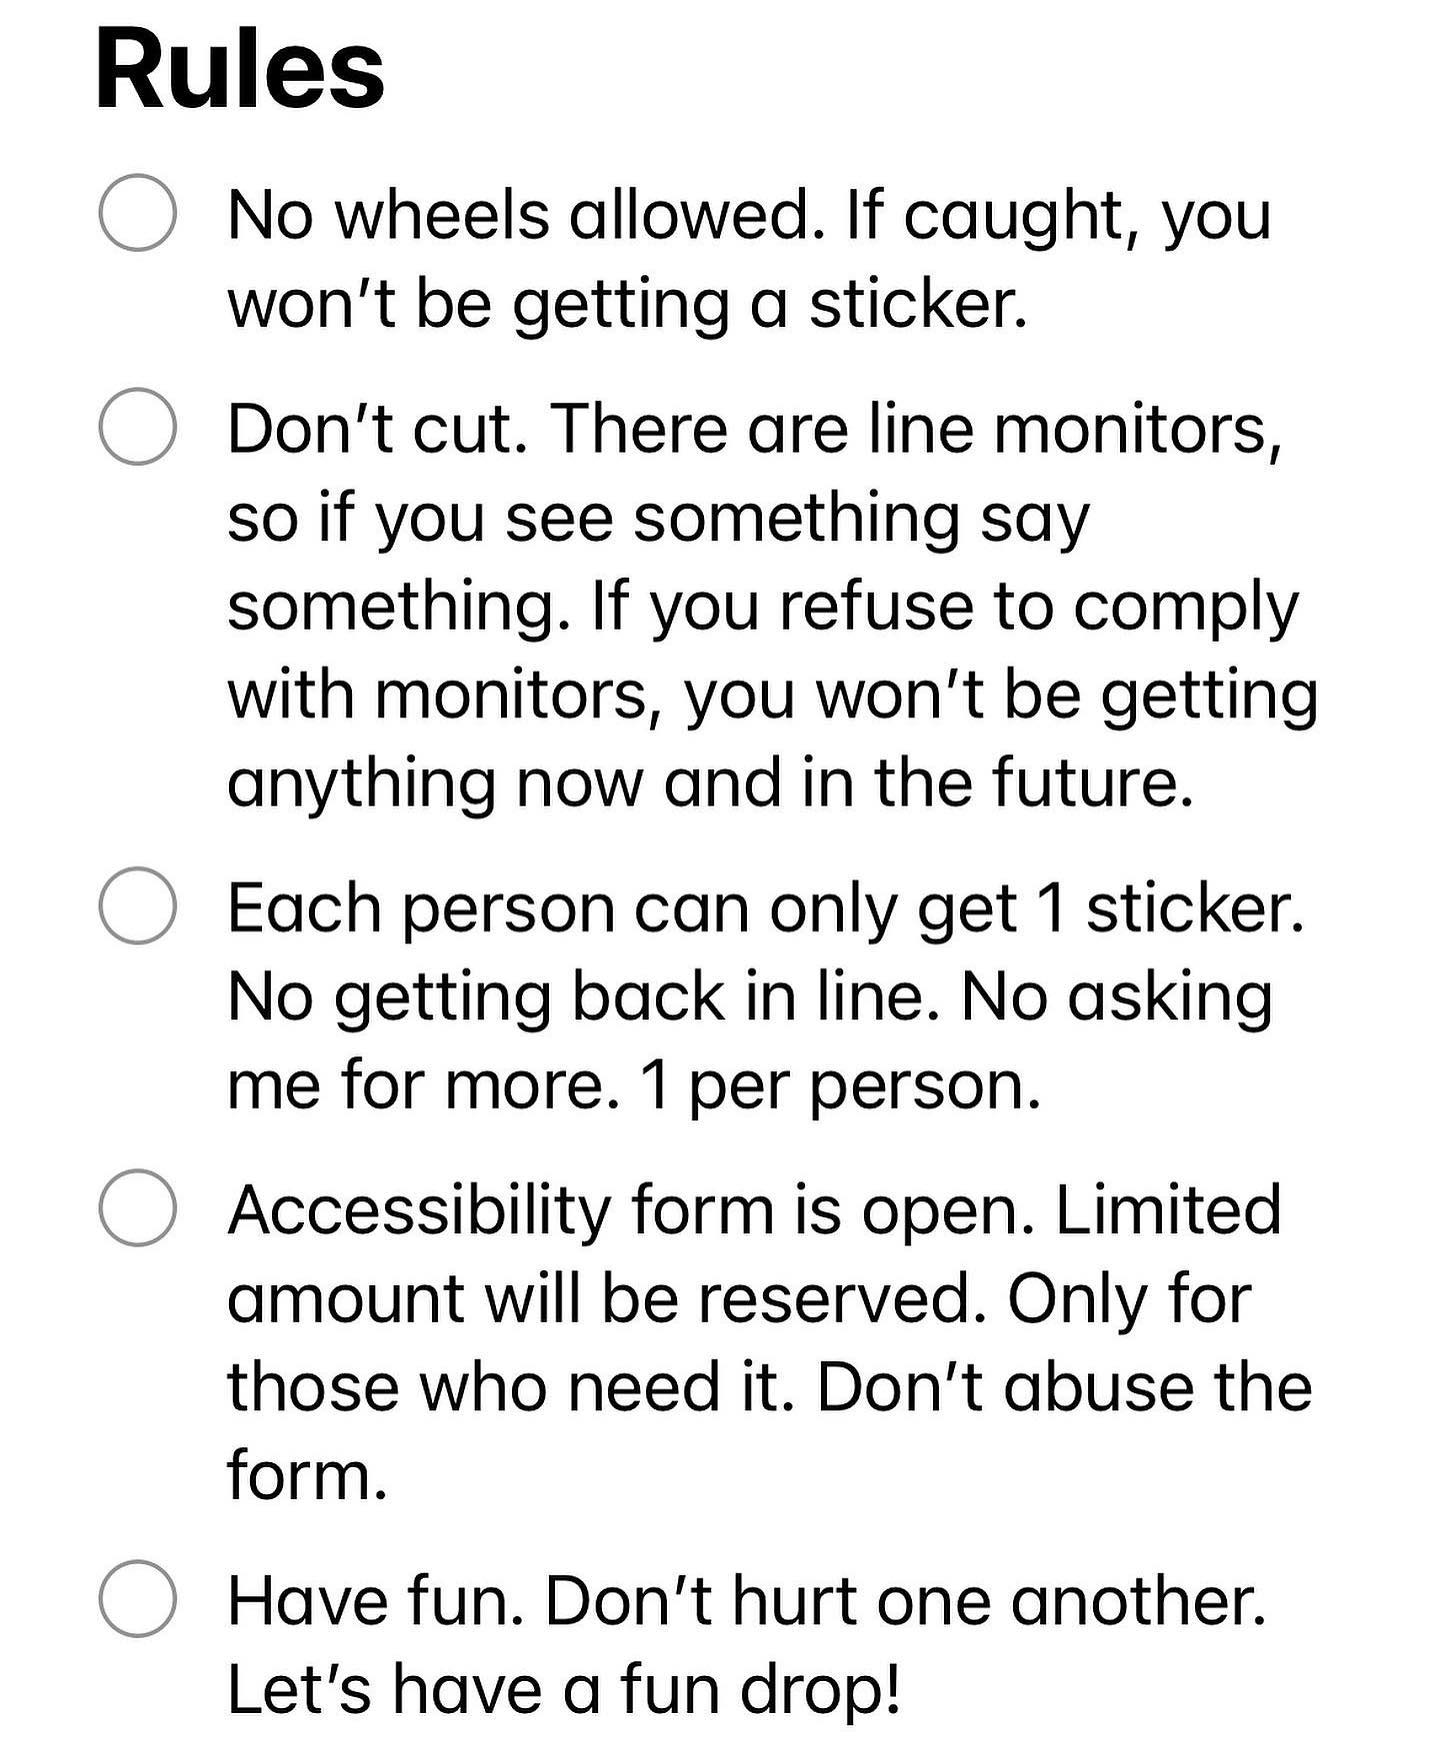 Rules
No wheels allowed. If caught, you
won’t be getting a sticker.
Don’t cut. There are line monitors,
so if you see something say
something. If you refuse to comply
with monitors, you won’t be getting
anything now and in the future.
Each person can only get 1 sticker.
No getting back in line. No asking
me for more. 1 per person.
Accessibility form is open. Limited
amount will be reserved. Only for
those who need it. Don’t abuse the
form.
Have fun. Don’t hurt one another.
Let’s have a fun drop!